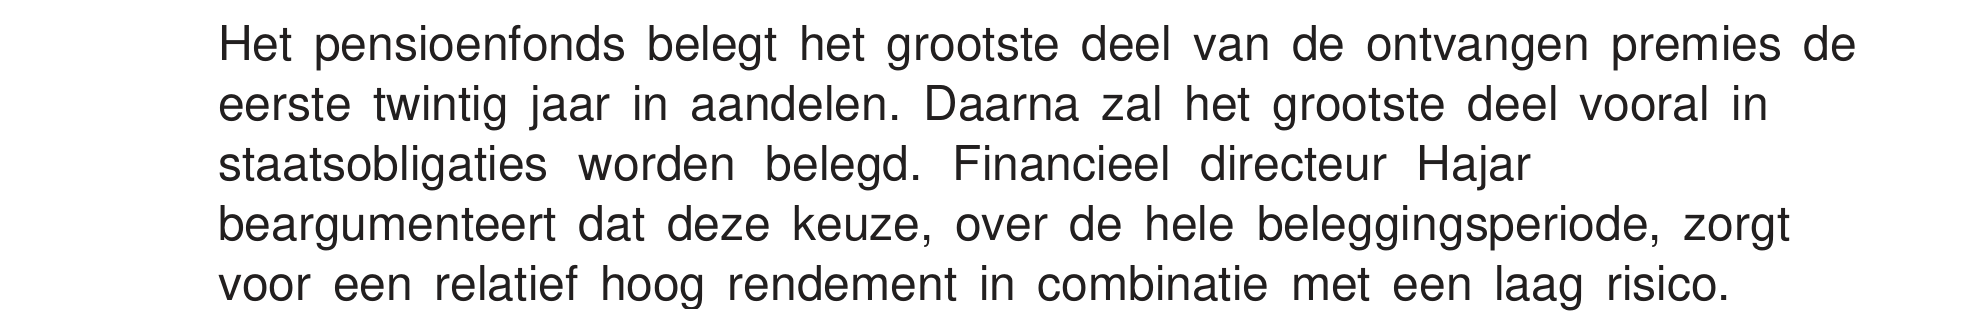 Het pensioenfonds belegt het grootste deel van de ontvangen premies de
eerste twintig jaar in aandelen. Daarna zal het grootste deel vooral in
staatsobligaties worden belegd. Financieel directeur Hajar
beargumenteert dat deze keuze, over de hele beleggingsperiode, zorgt
voor een relatief hoog rendement in combinatie met een laag risico.